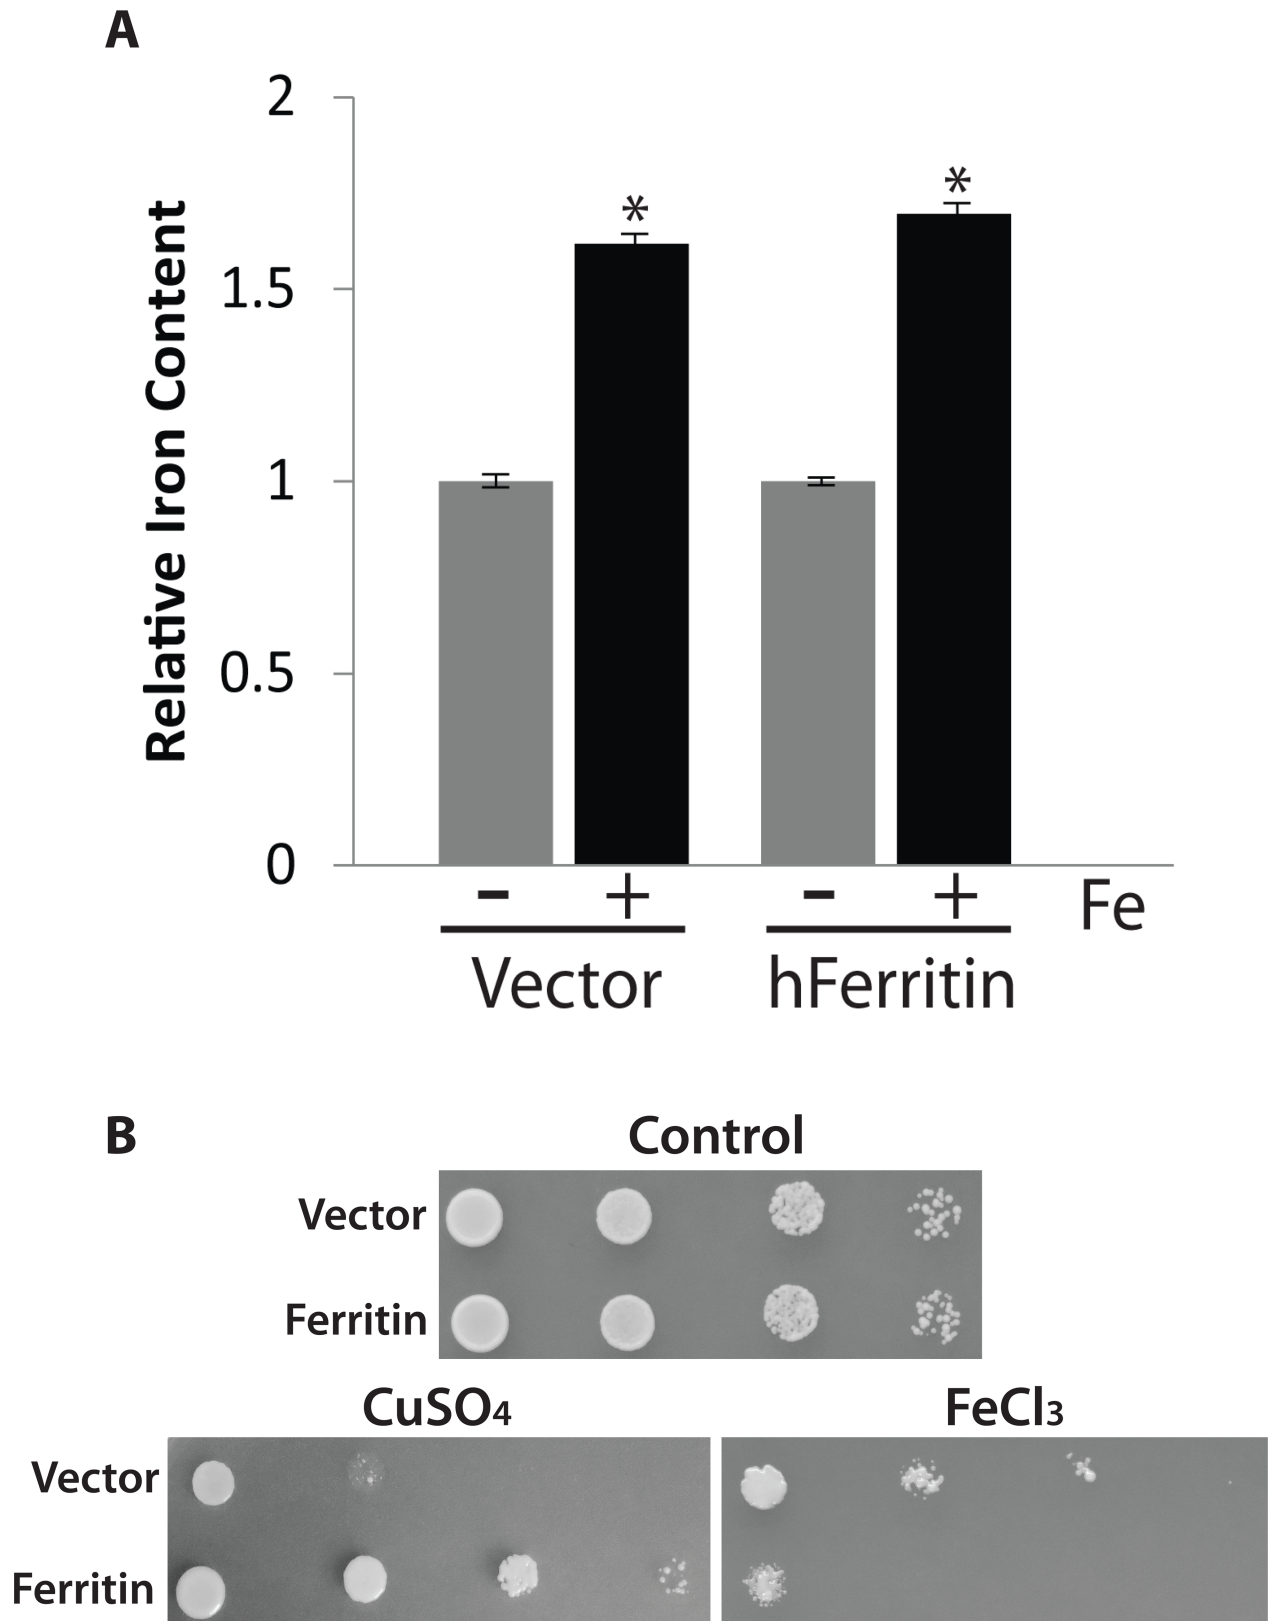 A
2
1.5
1
0.5
0
Relative Iron Content
*
*
- + - + Fe
Vector hFerritin
B
Control
Vector
Ferritin
CuSO4 FeCl3
Vector
Ferritin